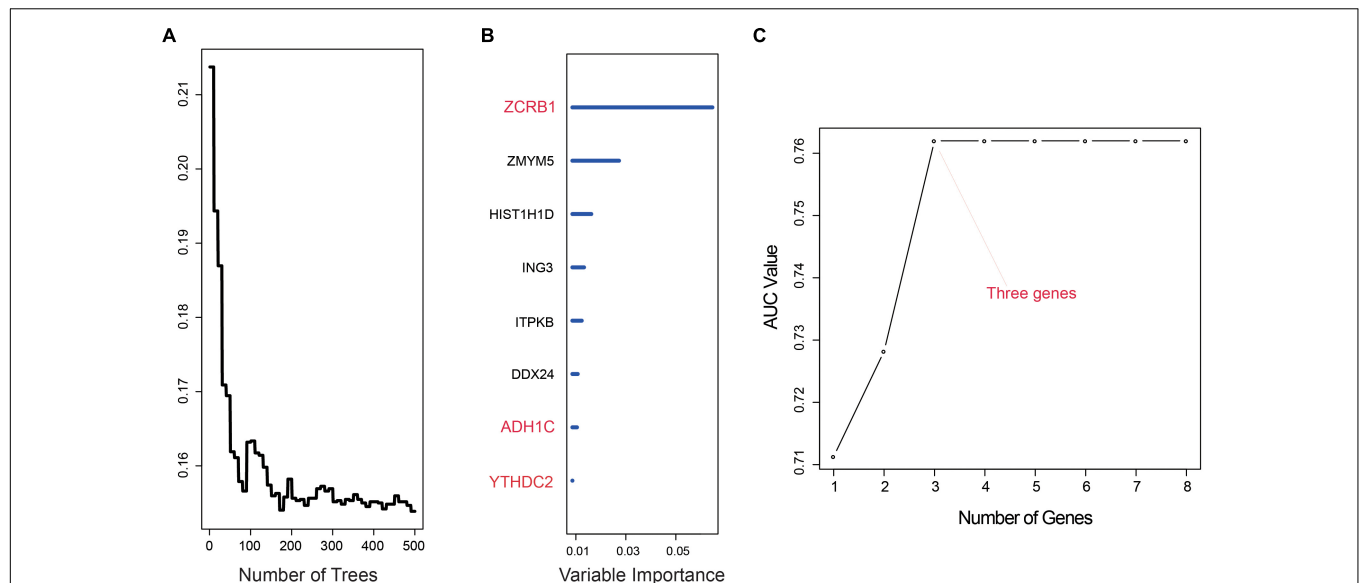 A
0.21
0.20
0.19
0.18
0.17
0.16
0 100 200 300 400 500
Number of Trees
B
ZCRB1
ZMYM5
HIST1H1D
ING3
ITPKB
DDX24
ADH1C
YTHDC2
0.01 0.03 0.05
Variable Importance
C
AUC Value
0.76
0.75
0.74
0.73
0.72
0.71
Three genes
1 2 3 4 5 6 7 8
Number of Genes